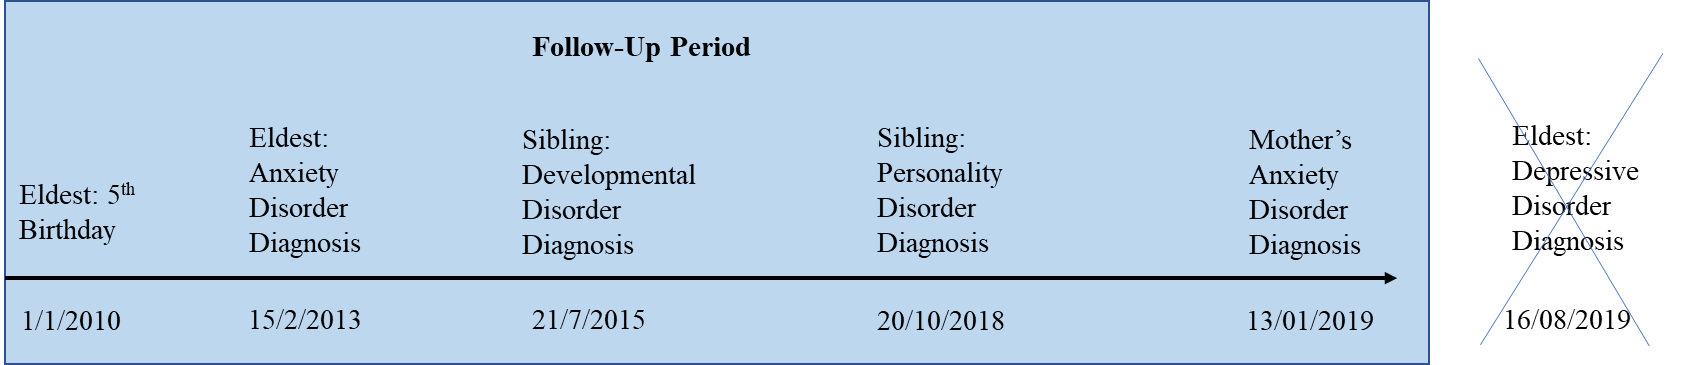 Follow-Up Period
Eldest: 5th
Birthday
Eldest:
Anxiety
Disorder
Diagnosis
Sibling:
Developmental
Disorder
Diagnosis
Sibling:
Personality
Disorder
Diagnosis
Mother’s
Anxiety
Disorder
Diagnosis
Eldest:
Depressive
Disorder
Diagnosis
1/1/2010
15/2/2013
21/7/2015
20/10/2018
13/01/2019
16/08/2019